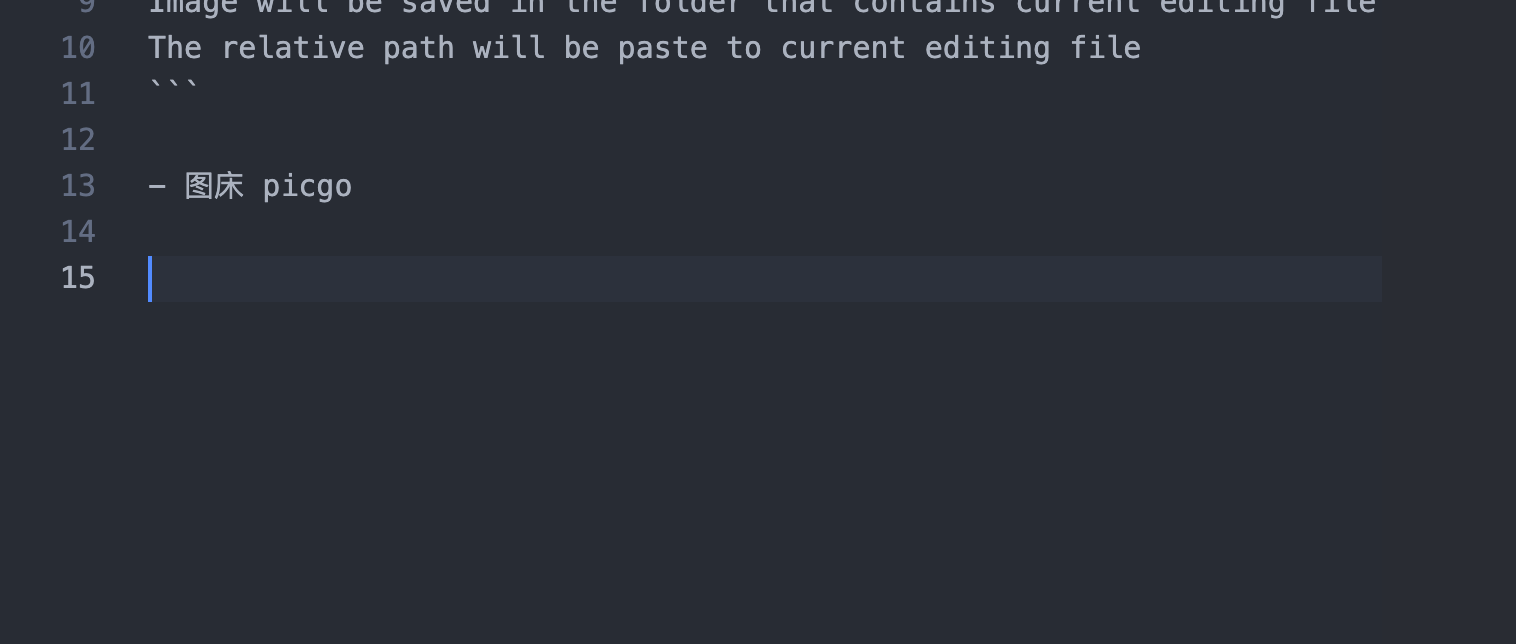 9 Image will be saved in the folder that contains current editing file
10 The relative path will be paste to current editing file
11 ```
12
13 - 图床 picgo
14
15